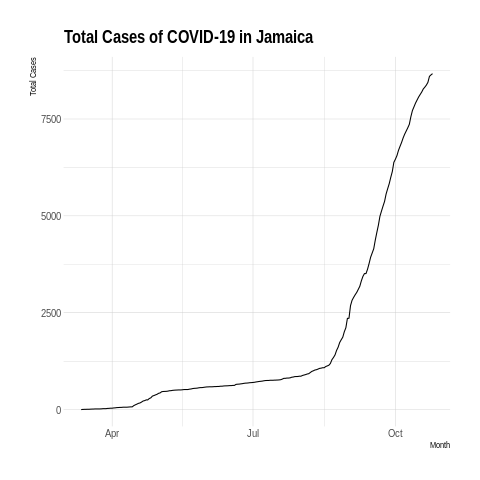 Total Cases of COVID-19 in Jamaica
Total Cases
7500
5000
2500
0
Apr
Jul
Oct
Month